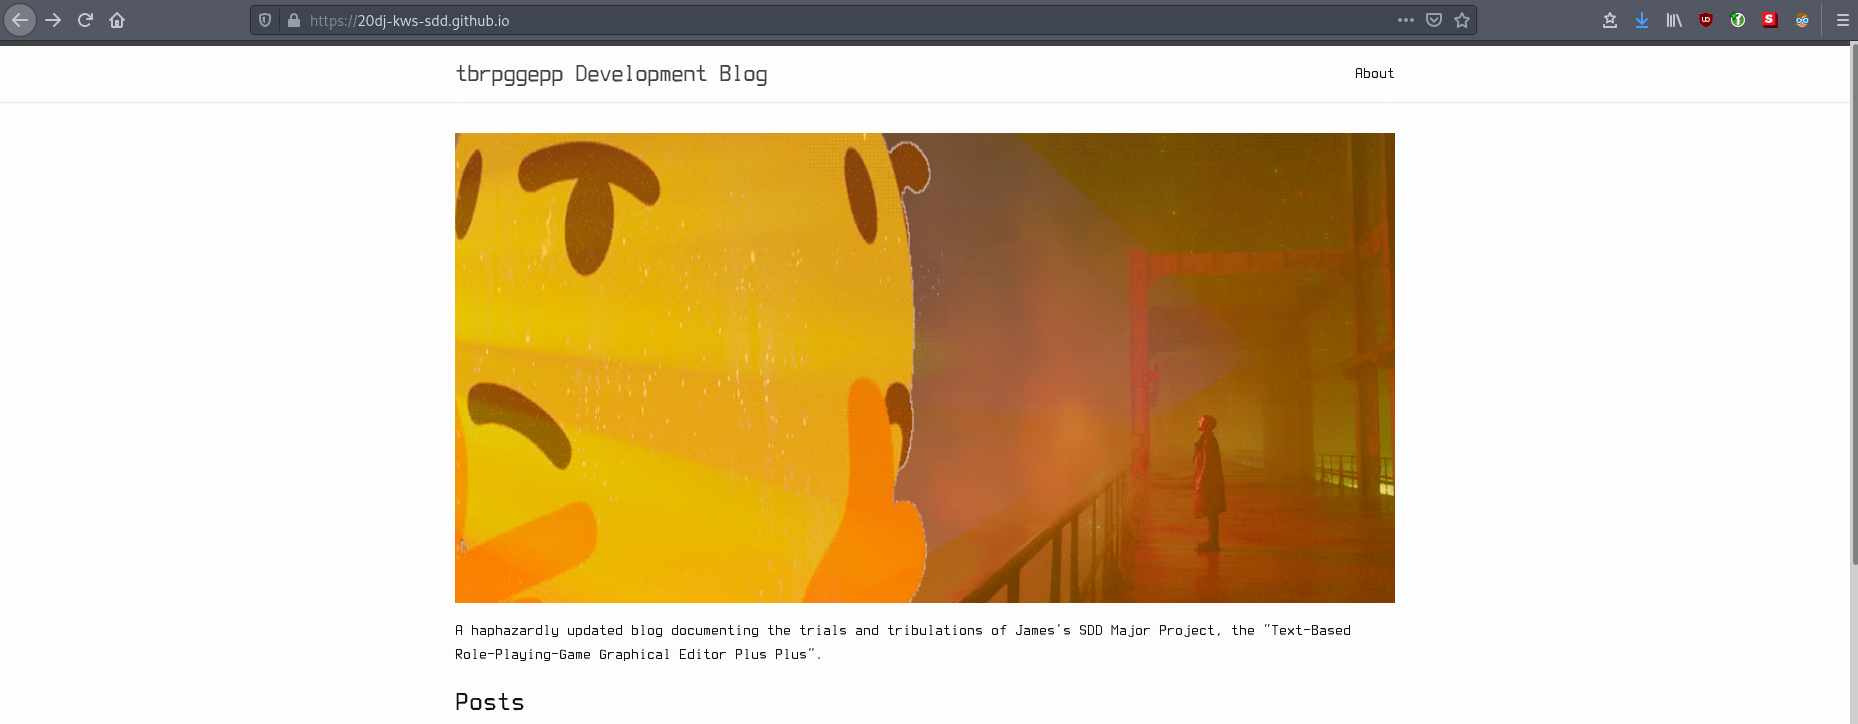 https://20dj-kws-sdd.github.io
tbrpggepp Development Blog
About
A haphazardly updated blog documenting the trials and tribulations of James's SDD Major Project, the “Text-Based
Role-Playing-Game Graphical Editor Plus Plus”.
Posts